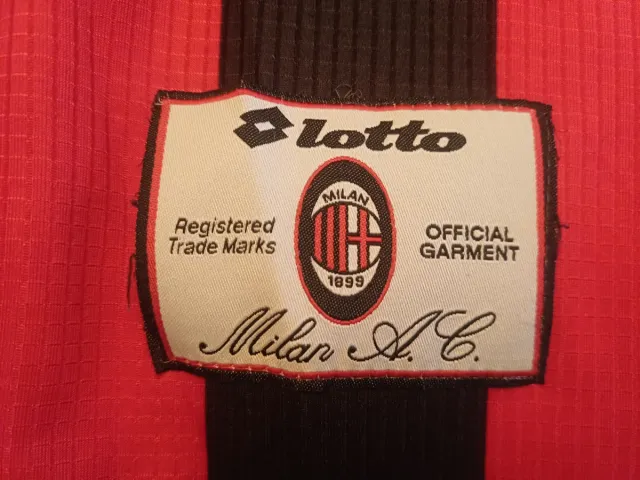 lotto
MILAN
1899
Registered
Trade Marks
OFFICIAL
GARMENT
Milan A.C.